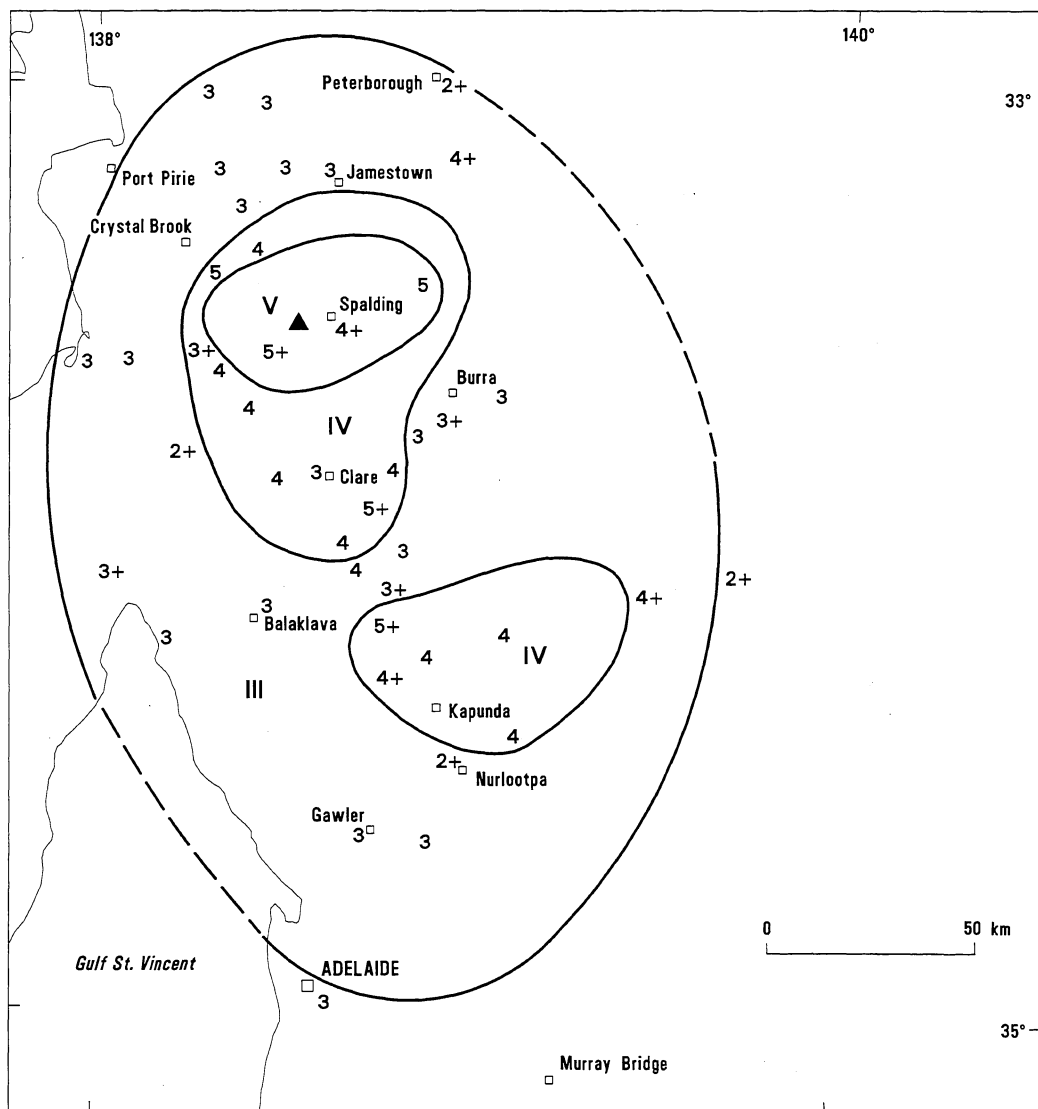 138°
140°
Peterborough
2+
33°
3
3
4+
Port Pirie
3
3
3
Jamestown
3
Crystal Brook
4
5
5
V
Spalding
4+
3+
5+
3
3
4
Burra
3
4
IV
3+
3
2+
4
3
Clare
4
5+
4
3
3+
4
3+
4+
2+
3
Balaklava
3
5+
4
4
IV
4+
III
Kapunda
4
2+
Nurlootpa
Gawler
3
3
0
50 km
Gulf St. Vincent
ADELAIDE
3
35°
Murray Bridge